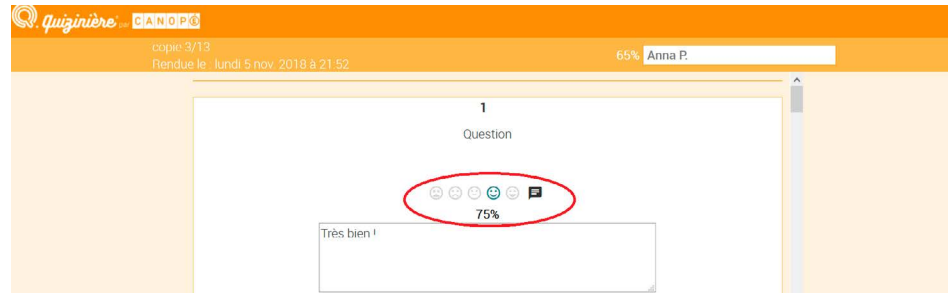 Quizinière par CANOPÉ
copie 3/13
Rendue le : lundi 5 nov. 2018 à 21:52
65% Anna P.
1
Question
75%
Très bien !